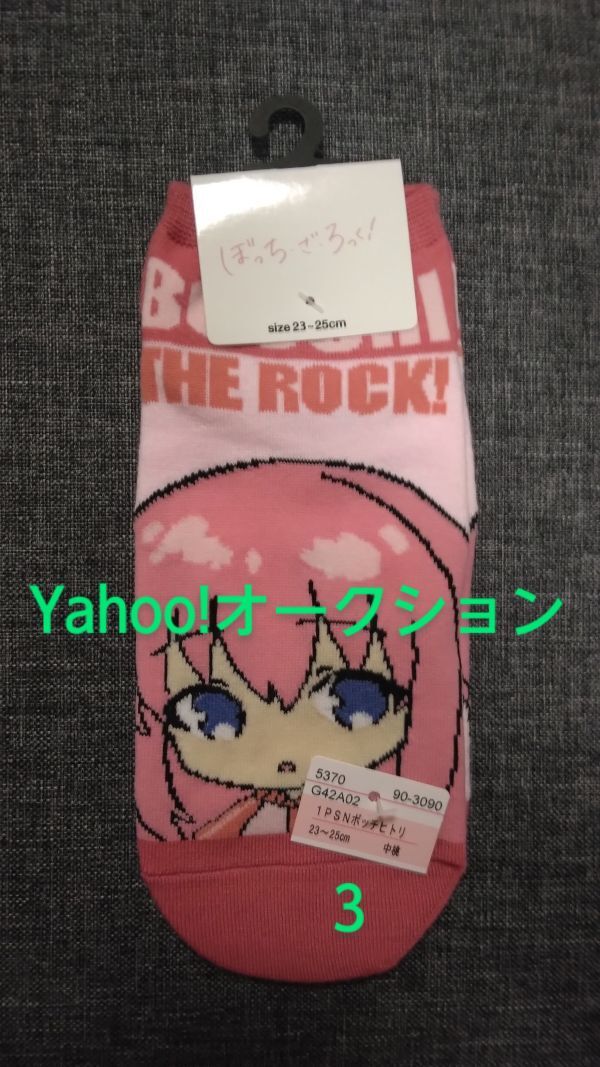 ぼっち・ざ・ろっく!
size 23-25cm
THE ROCK!
Yahoo!オークション
5370
G42A02 90-3090
1PSNボッチヒトリ
23~25cm 中桃
3